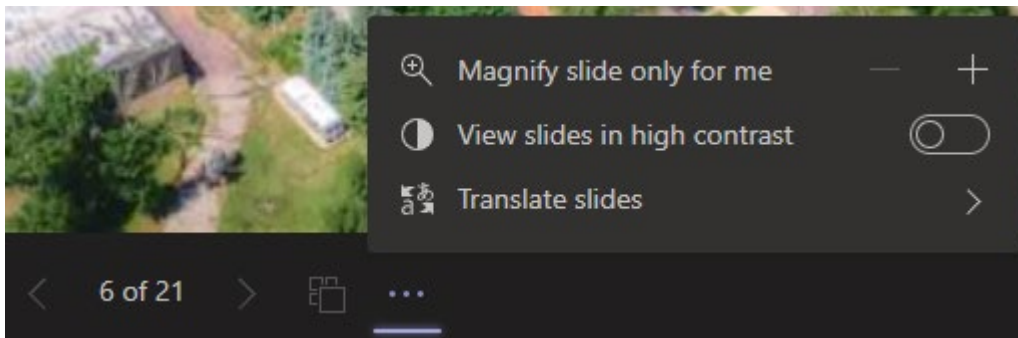 Magnify slide only for me
View slides in high contrast
Translate slides
6 of 21